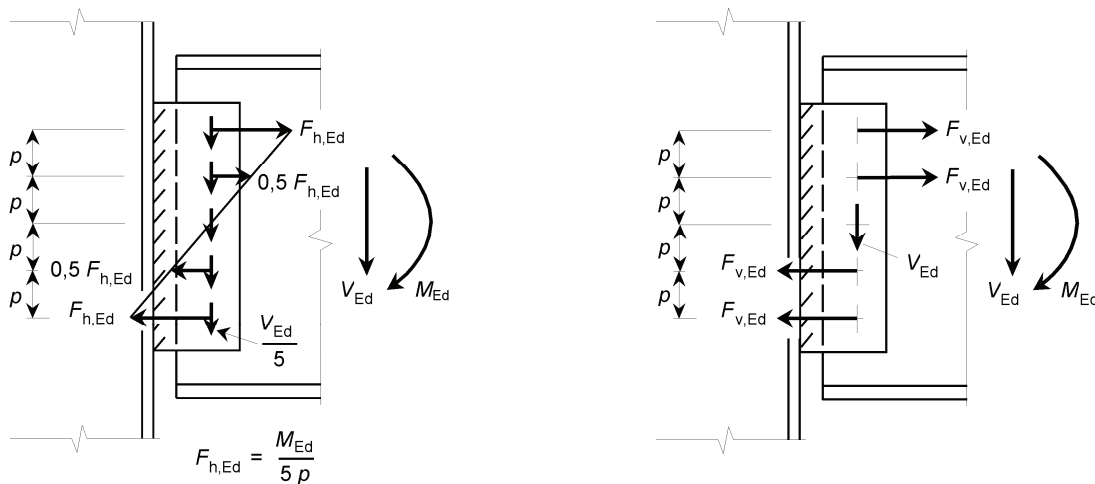 F_h,Ed
p
p
0,5 F_h,Ed
p
0,5 F_h,Ed
p
F_h,Ed
V_Ed
M_Ed
V_Ed
5
F_h,Ed = M_Ed
5 p
F_v,Ed
p
F_v,Ed
p
p
V_Ed
F_v,Ed
p
F_v,Ed
V_Ed
M_Ed